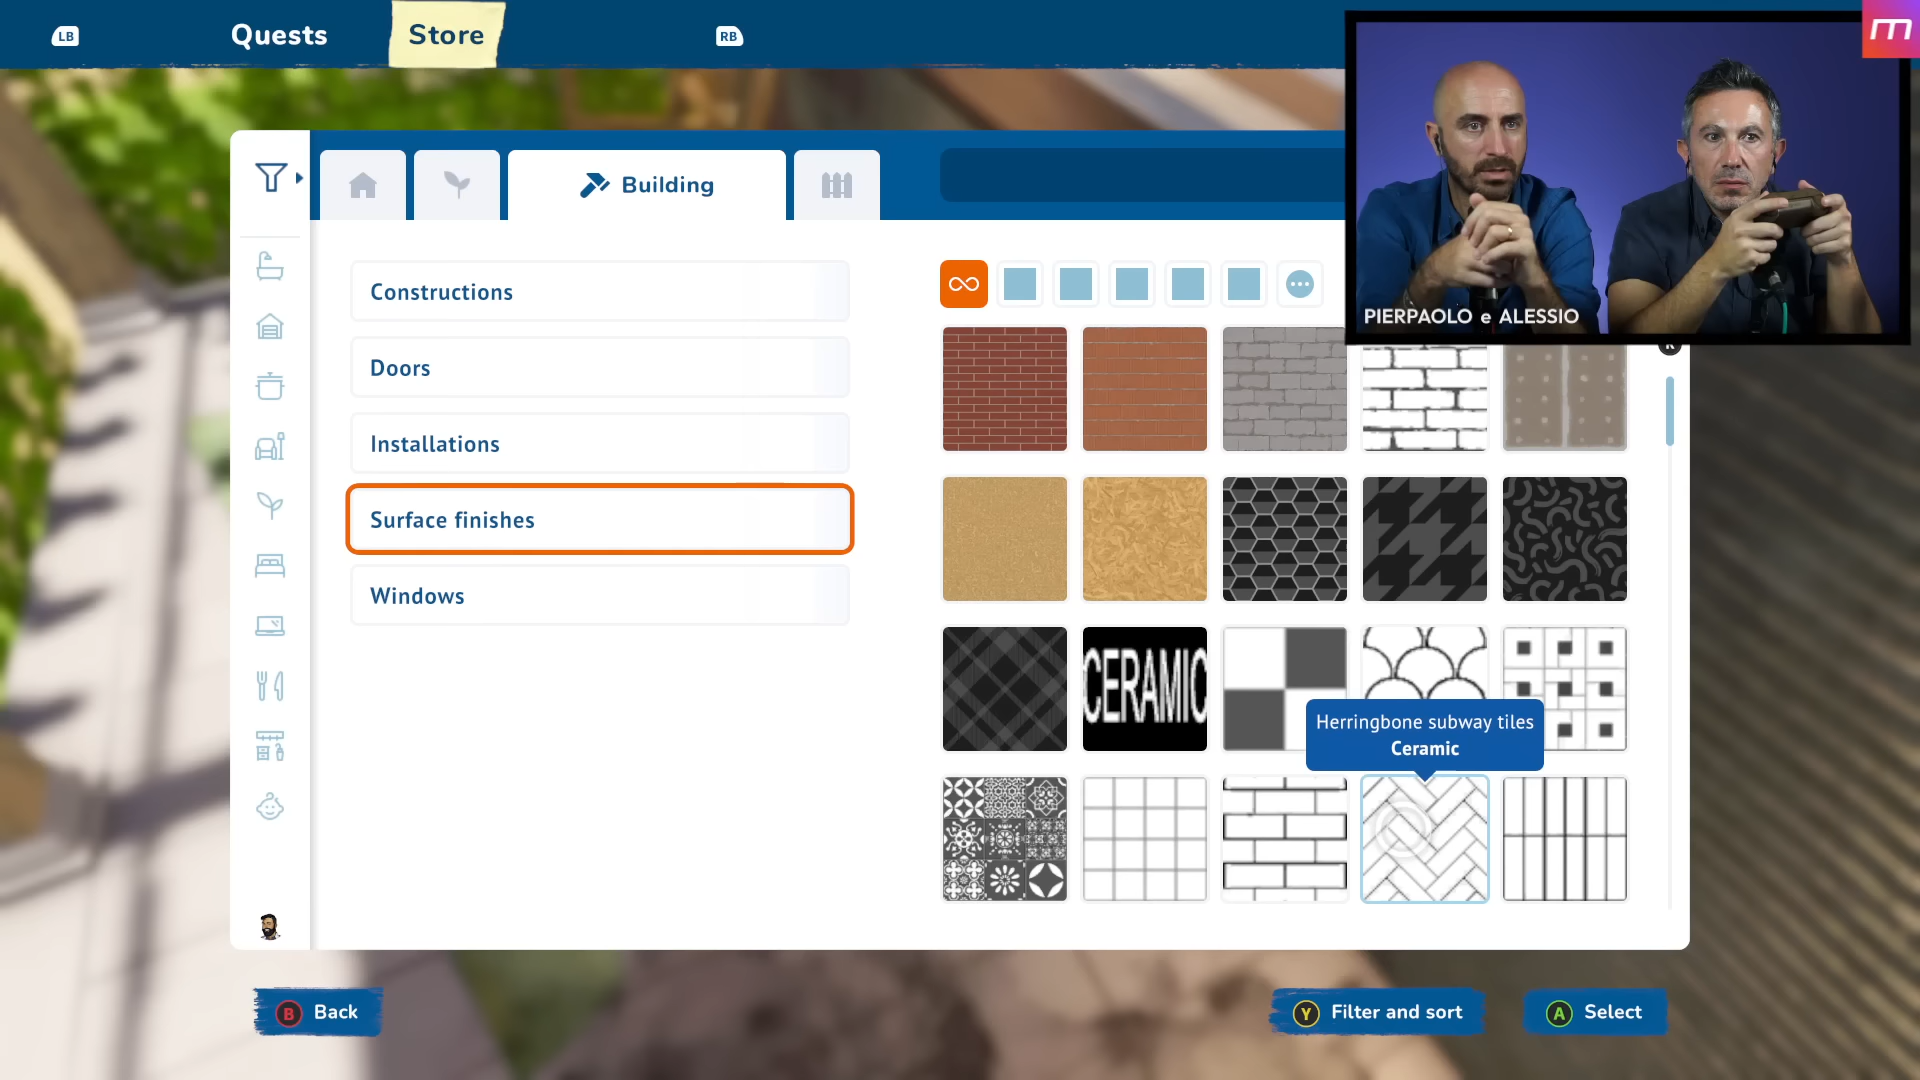 LB
Quests
Store
RB
m
Building
PIERPAOLO e ALESSIO
Constructions
Doors
Installations
Surface finishes
Windows
CERAMIC
Herringbone subway tiles
Ceramic
B Back
Y Filter and sort
A Select